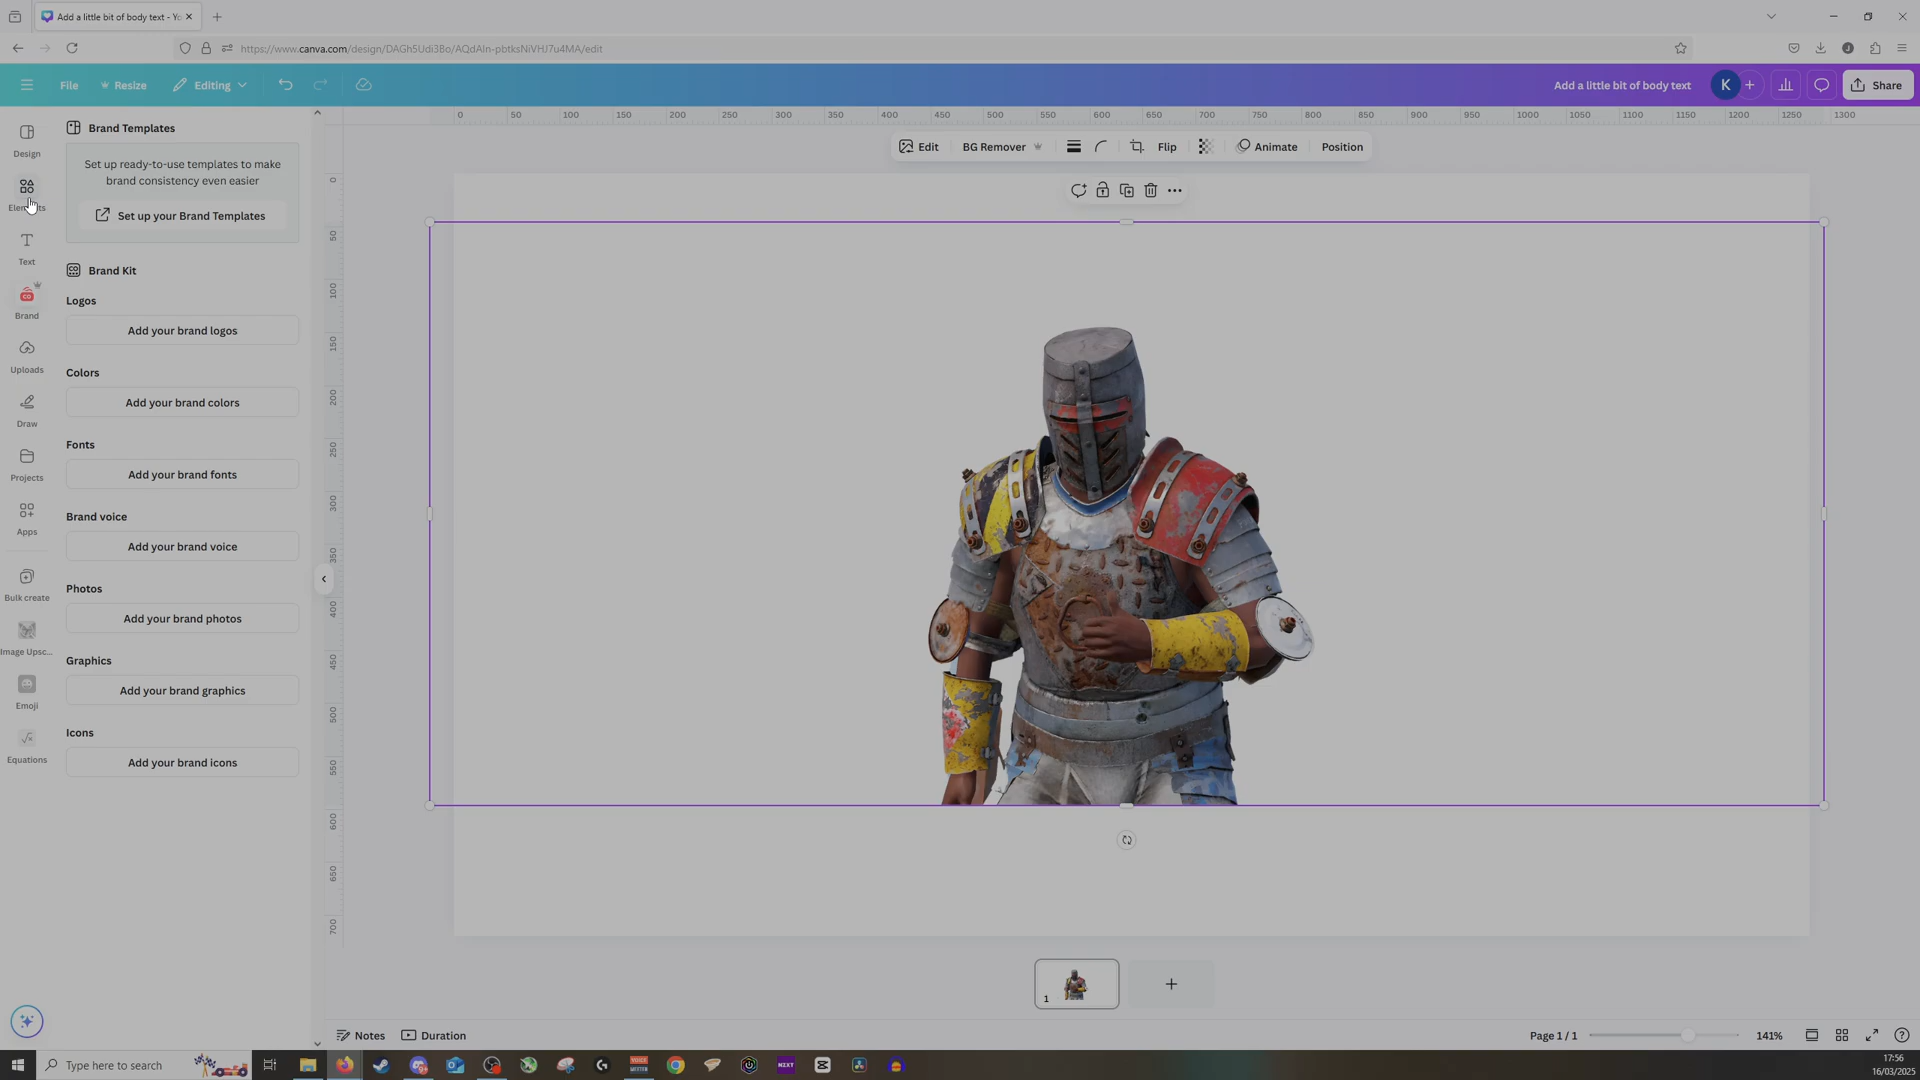 Add a little bit of body text - Yo
https://www.canva.com/design/DAGh5Udi3Bo/AQdAln-pbtksNiVHJ7u4MA/edit
File
Resize
Editing
Add a little bit of body text
K
Share
Design
Elements
Text
Brand
Uploads
Draw
Projects
Apps
Bulk create
Image Upsc...
Emoji
Equations
Brand Templates
Set up ready-to-use templates to make
brand consistency even easier
Set up your Brand Templates
Brand Kit
Logos
Add your brand logos
Colors
Add your brand colors
Fonts
Add your brand fonts
Brand voice
Add your brand voice
Photos
Add your brand photos
Graphics
Add your brand graphics
Icons
Add your brand icons
0 50 100 150 200 250 300 350 400 450 500 550 600 650 700 750 800 850 900 950 1000 1050 1100 1150 1200 1250 1300
Edit
BG Remover
Flip
Animate
Position
0
50
100
150
200
250
300
350
400
450
500
550
600
650
700
1
Notes
Duration
Page 1 / 1
141%
Type here to search
NEXT
17:56
16/03/2025